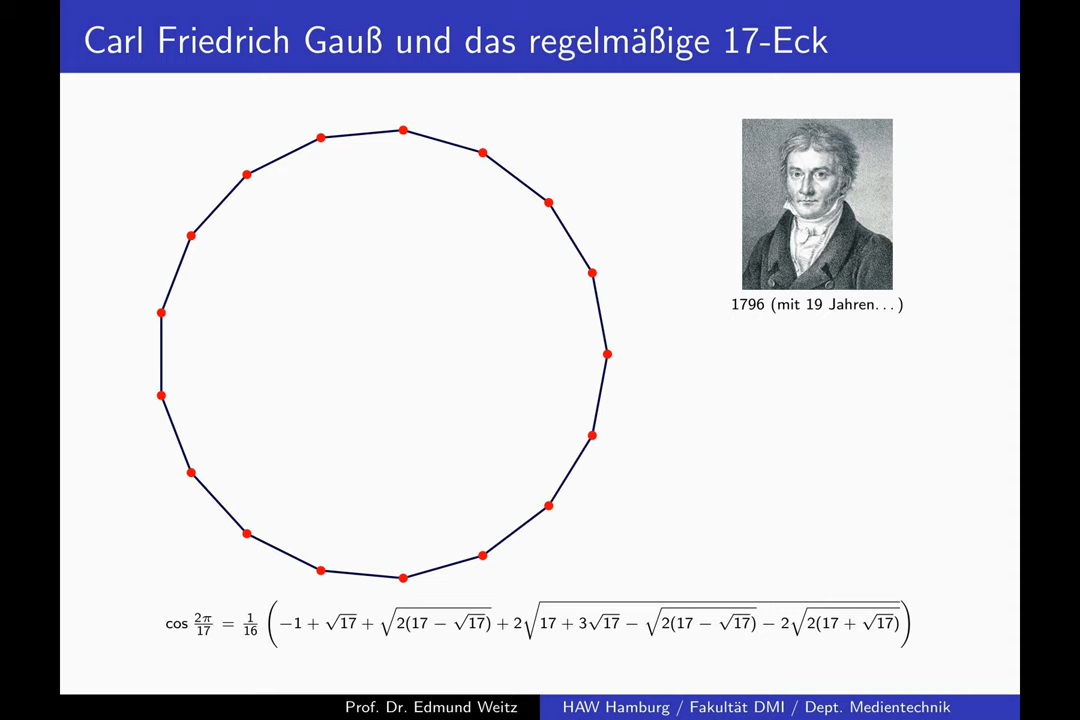 Carl Friedrich Gauß und das regelmäßige 17-Eck
1796 (mit 19 Jahren. . . )
cos 2π/17 = 1/16 (−1 + √17 + √(2(17 − √17)) + 2√(17 + 3√17 − √(2(17 − √17)) − 2√(2(17 + √17))))
Prof. Dr. Edmund Weitz
HAW Hamburg / Fakultät DMI / Dept. Medientechnik